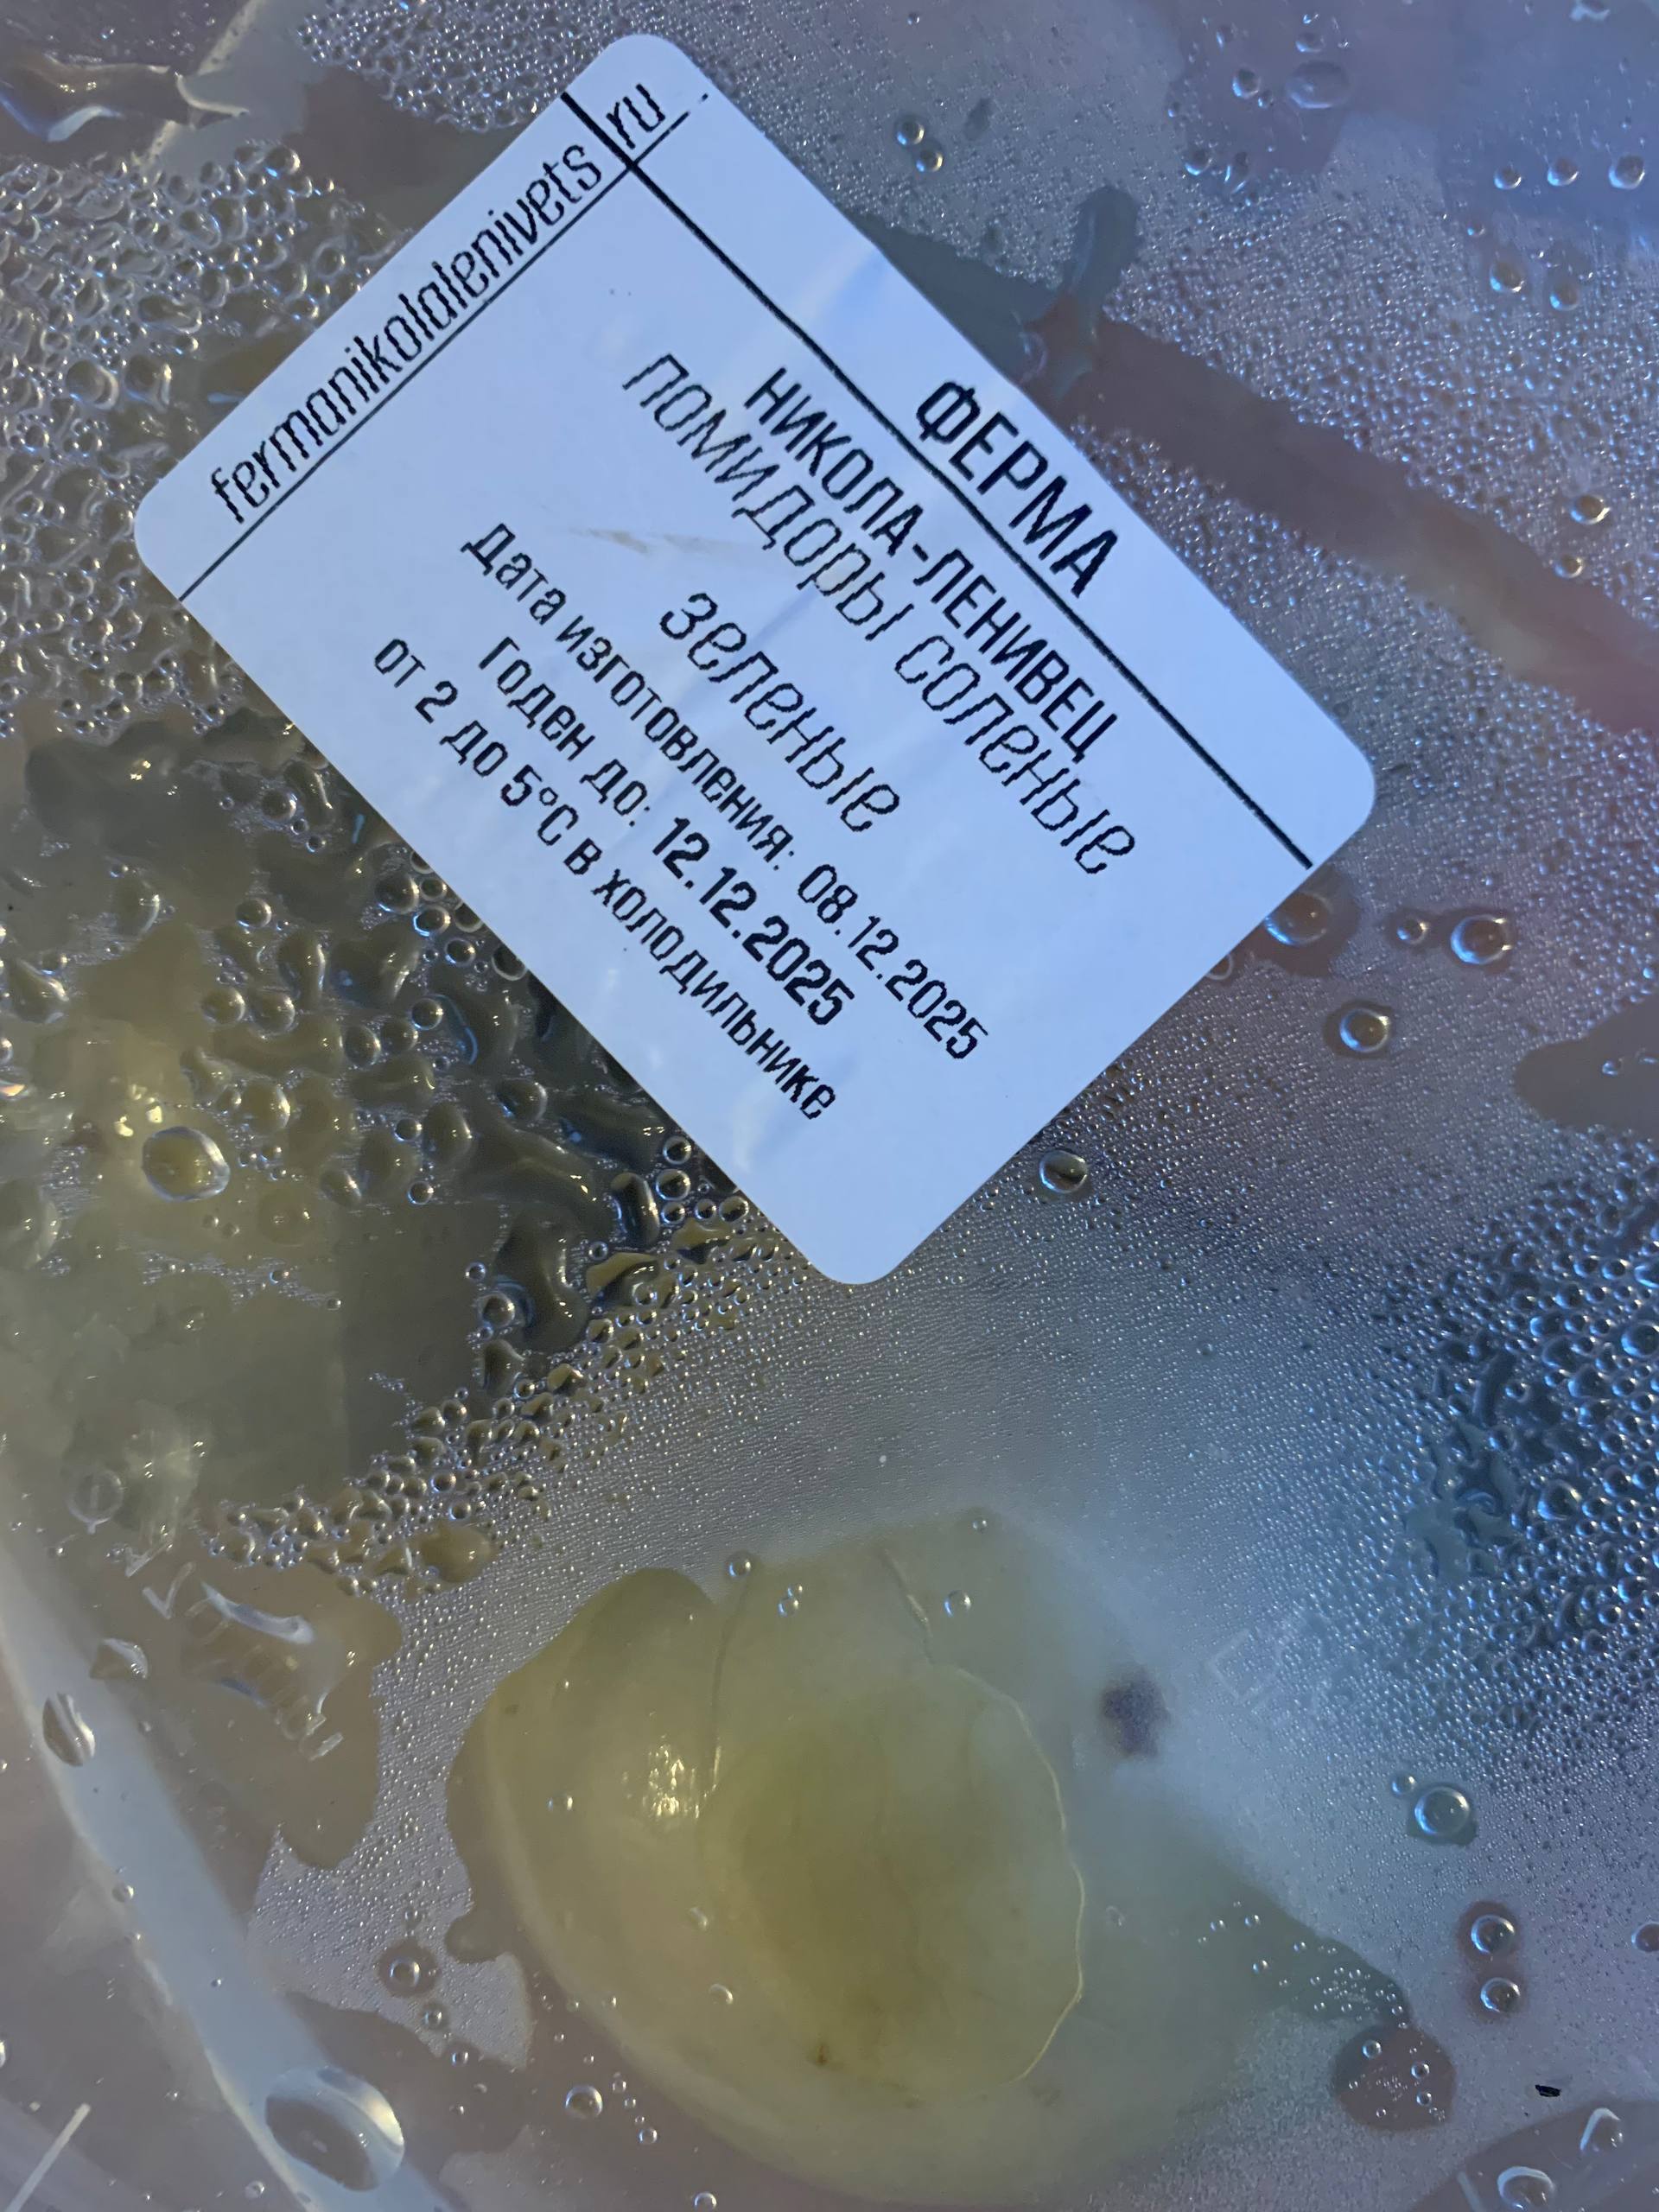 ФЕРМА
НИКОЛА-ЛЕНИВЕЦ
помидоры соленые
зеленые
Дата изготовления: 08.12.2025
Годен до: 12.12.2025
от 2 до 5°C в холодильнике
fermanikolalenivets ru